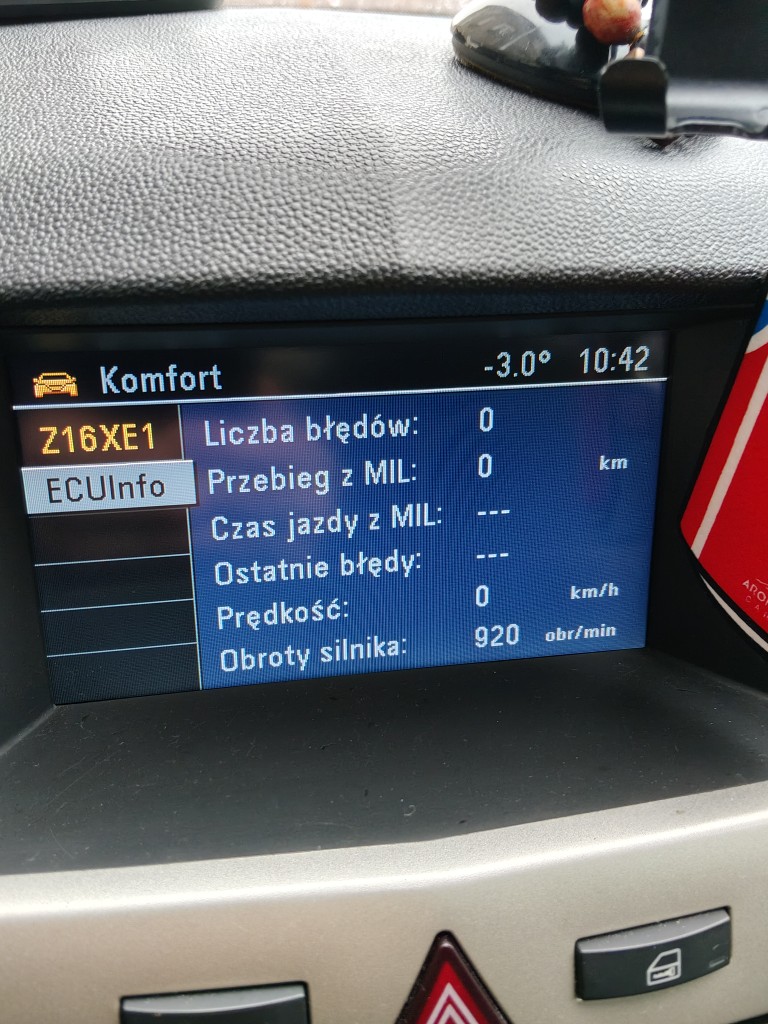 Komfort -3.0° 10:42
Z16XE1
ECUInfo
Liczba błędów: 0
Przebieg z MIL: 0 km
Czas jazdy z MIL: ---
Ostatnie błędy: ---
Prędkość: 0 km/h
Obroty silnika: 920 obr/min